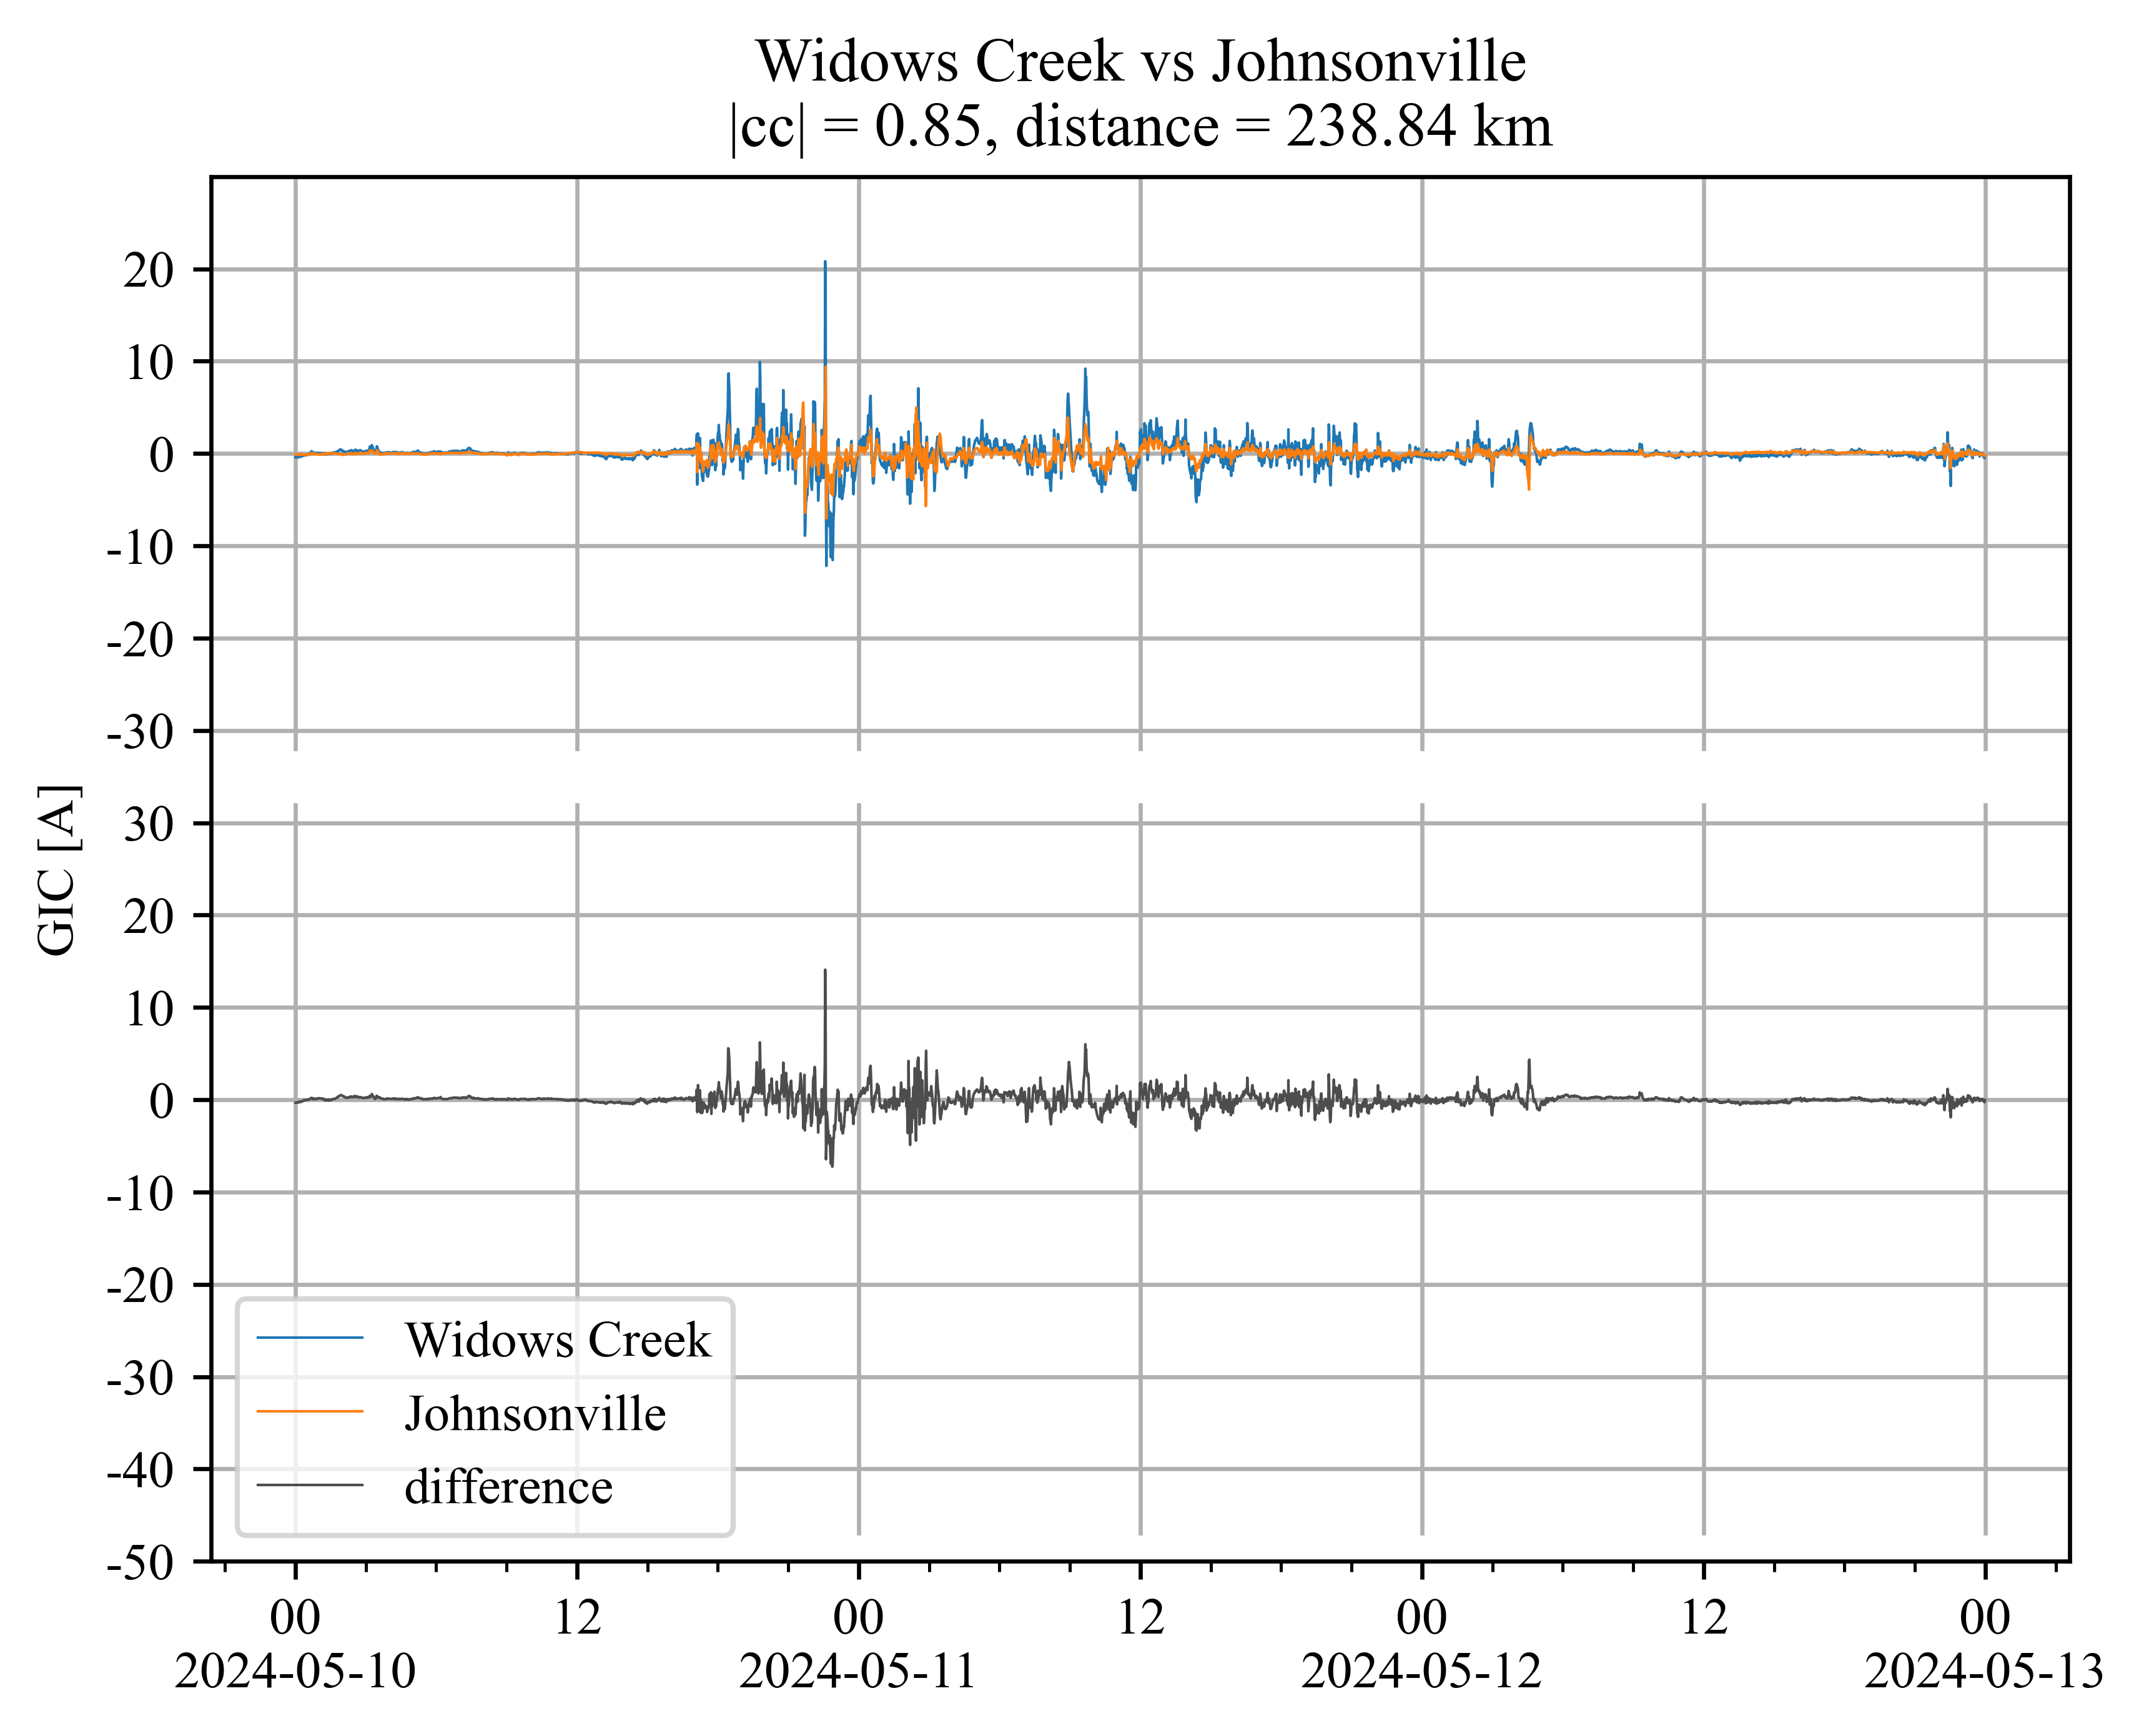 Widows Creek vs Johnsonville
|cc| = 0.85, distance = 238.84 km
GIC [A]
20
10
0
-10
-20
-30
30
20
10
0
-10
-20
-30
-40
-50
Widows Creek
Johnsonville
difference
00 12 00 12 00 12 00
2024-05-10 2024-05-11 2024-05-12 2024-05-13